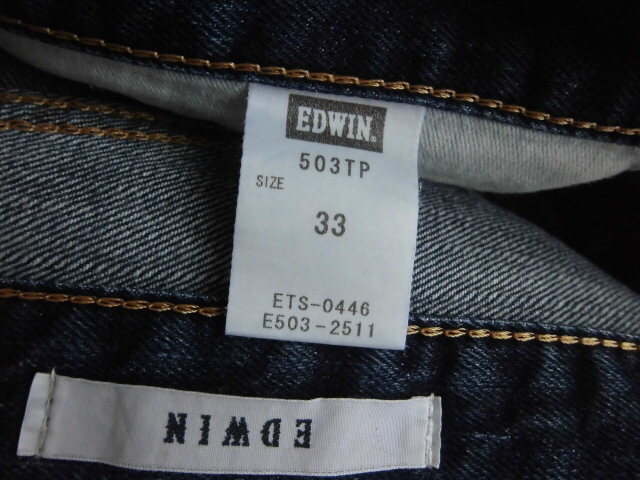 EDWIN.
503TP
SIZE
33
ETS-0446
E503-2511
EDWIN